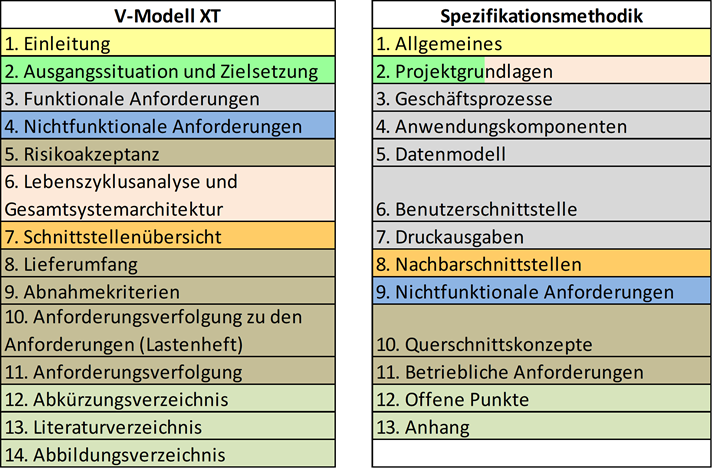 V-Modell XT
1. Einleitung
2. Ausgangssituation und Zielsetzung
3. Funktionale Anforderungen
4. Nichtfunktionale Anforderungen
5. Risikoakzeptanz
6. Lebenszyklusanalyse und
Gesamtsystemarchitektur
7. Schnittstellenübersicht
8. Lieferumfang
9. Abnahmekriterien
10. Anforderungsverfolgung zu den
Anforderungen (Lastenheft)
11. Anforderungsverfolgung
12. Abkürzungsverzeichnis
13. Literaturverzeichnis
14. Abbildungsverzeichnis
Spezifikationsmethodik
1. Allgemeines
2. Projektgrundlagen
3. Geschäftsprozesse
4. Anwendungskomponenten
5. Datenmodell
6. Benutzerschnittstelle
7. Druckausgaben
8. Nachbarschnittstellen
9. Nichtfunktionale Anforderungen
10. Querschnittskonzepte
11. Betriebliche Anforderungen
12. Offene Punkte
13. Anhang